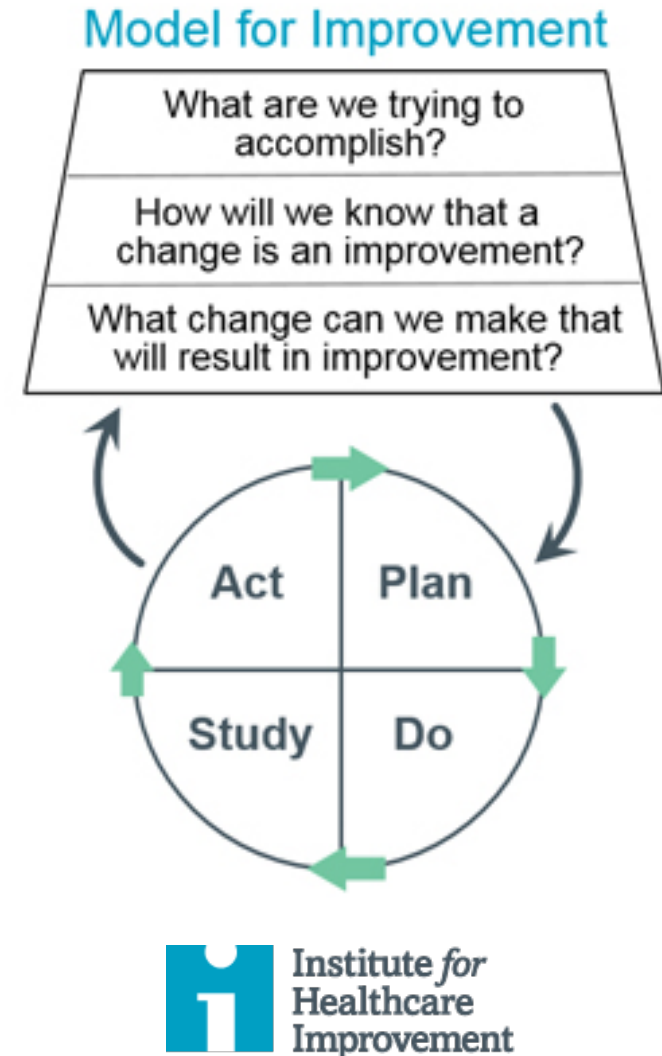 Model for Improvement
What are we trying to
accomplish?
How will we know that a
change is an improvement?
What change can we make that
will result in improvement?
Act
Plan
Study
Do
Institute for
Healthcare
Improvement